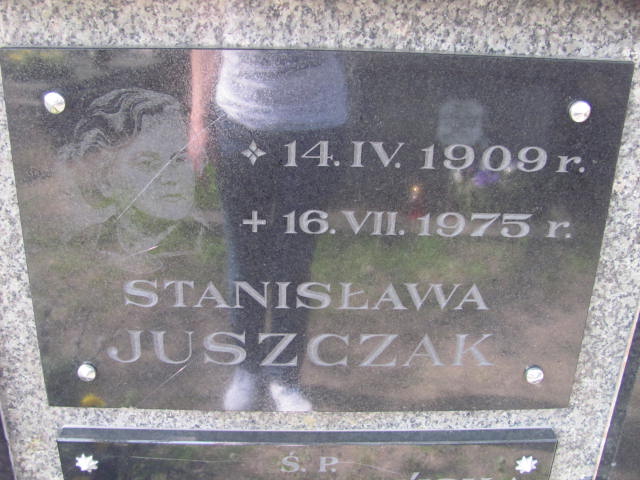 14. IV. 1909 r.
+ 16. VII. 1975 r.
STANISŁAWA
JUSZCZAK
Ś. P.